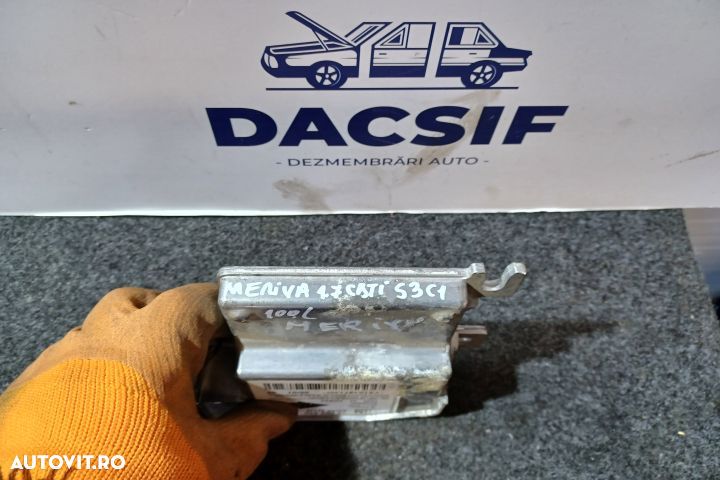 DACSIF
- DEZMEMBRĂRI AUTO -
MERIVA 1.7 CDTI S3C1
100L
MERIVA
AUTOVIT.RO